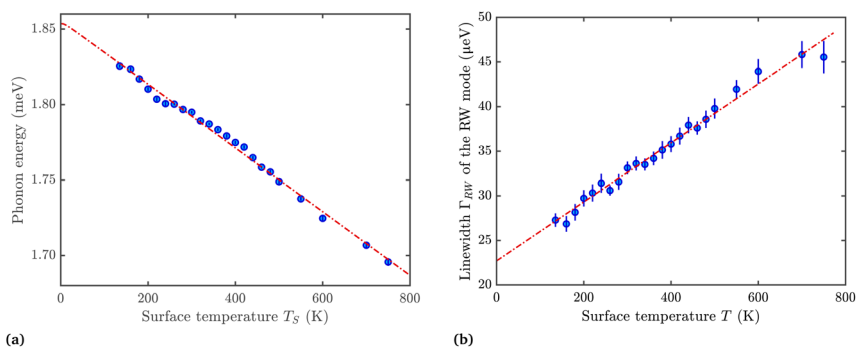 1.85
1.80
1.75
1.70
Phonon energy (meV)
0 200 400 600 800
Surface temperature T_S (K)
(a)
50
45
40
35
30
25
20
Linewidth Γ_RW of the RW mode (μeV)
0 200 400 600 800
Surface temperature T (K)
(b)